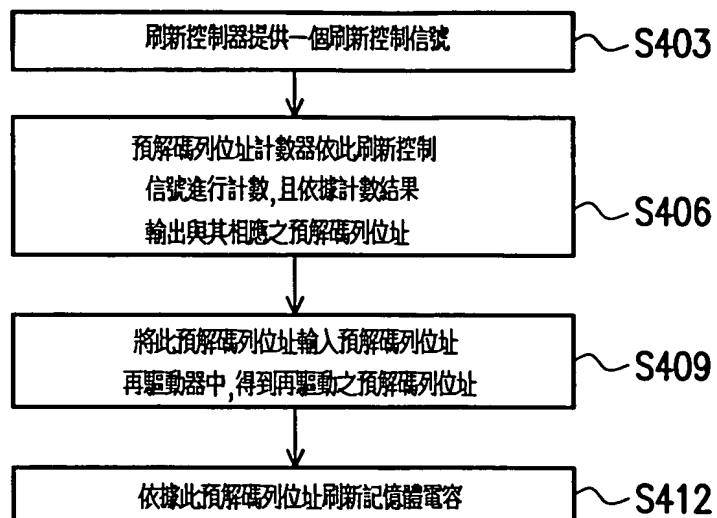 刷新控制器提供一個刷新控制信號
S403
預解碼列位址計數器依此刷新控制
信號進行計數,且依據計數結果
輸出與其相應之預解碼列位址
S406
將此預解碼列位址輸入預解碼列位址
再驅動器中,得到再驅動之預解碼列位址
S409
依據此預解碼列位址刷新記憶體電容
S412